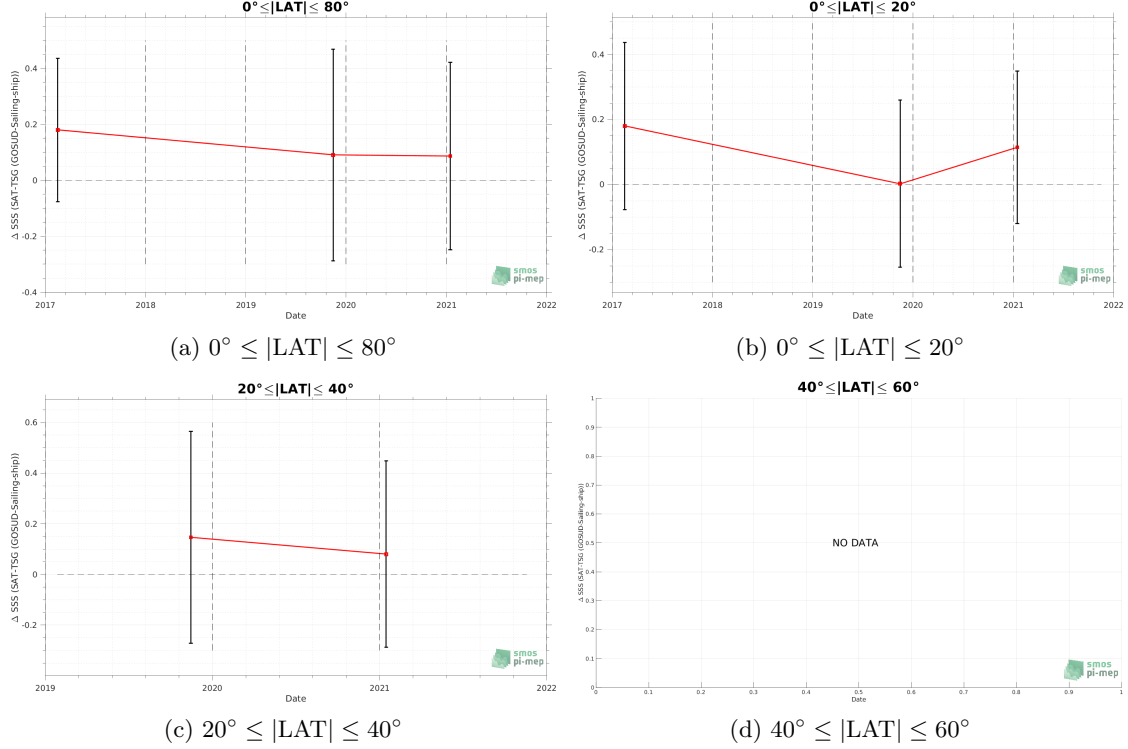 0°≤|LAT|≤ 80°
Δ SSS (SAT-TSG (GOSUD-Sailing-ship))
0.4
0.2
0
-0.2
-0.4
2017 2018 2019 2020 2021 2022
Date
smos
pi-mep
(a) 0° ≤ |LAT| ≤ 80°
0°≤|LAT|≤ 20°
Δ SSS (SAT-TSG (GOSUD-Sailing-ship))
0.4
0.2
0
-0.2
2017 2018 2019 2020 2021 2022
Date
smos
pi-mep
(b) 0° ≤ |LAT| ≤ 20°
20°≤|LAT|≤ 40°
Δ SSS (SAT-TSG (GOSUD-Sailing-ship))
0.6
0.4
0.2
0
-0.2
2019 2020 2021 2022
Date
smos
pi-mep
(c) 20° ≤ |LAT| ≤ 40°
40°≤|LAT|≤ 60°
Δ SSS (SAT-TSG (GOSUD-Sailing-ship))
1
0.9
0.8
0.7
0.6
0.5
0.4
0.3
0.2
0.1
0
NO DATA
0 0.1 0.2 0.3 0.4 0.5 0.6 0.7 0.8 0.9 1
Date
smos
pi-mep
(d) 40° ≤ |LAT| ≤ 60°